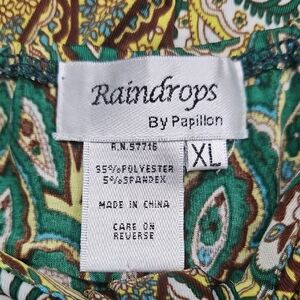 Raindrops
By Papillon
R.N.57716
XL
95%POLYESTER
5%SPANDEX
MADE IN CHINA
CARE ON
REVERSE